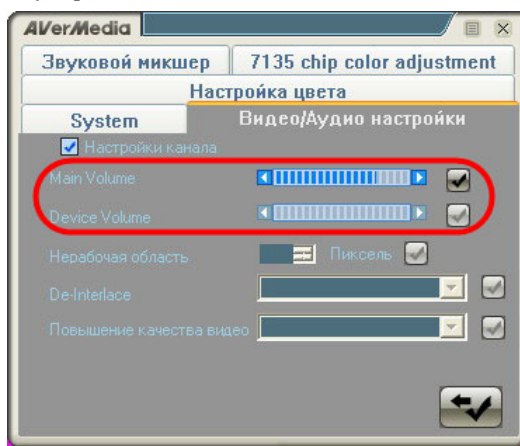 AVerMedia
Звуковой микшер 7135 chip color adjustment
Настройка цвета
System Видео/Аудио настройки
Настройки канала
Main Volume
Device Volume
Нерабочая область Пиксель
De-Interlace
Повышение качества видео